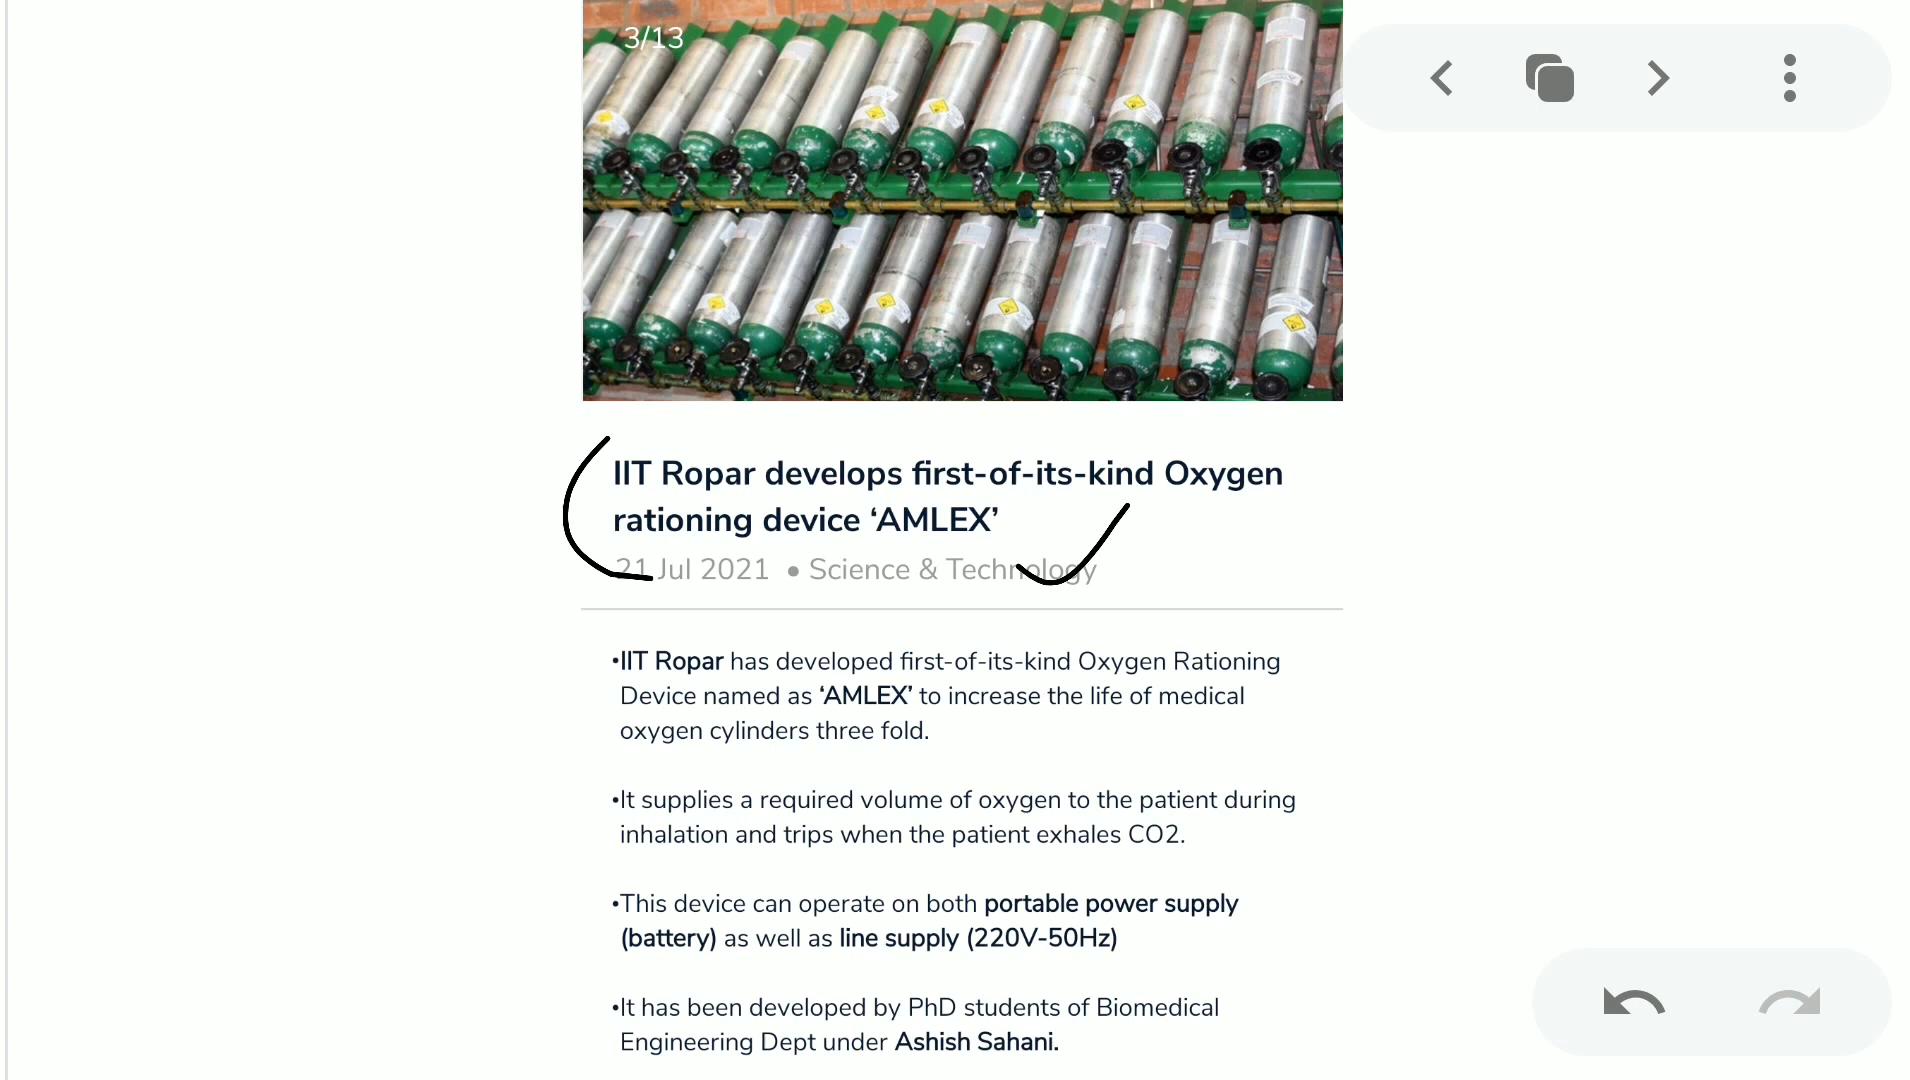 3/13
IIT Ropar develops first-of-its-kind Oxygen
rationing device ‘AMLEX’
21 Jul 2021 • Science & Technology
•IIT Ropar has developed first-of-its-kind Oxygen Rationing
Device named as ‘AMLEX’ to increase the life of medical
oxygen cylinders three fold.
•It supplies a required volume of oxygen to the patient during
inhalation and trips when the patient exhales CO2.
•This device can operate on both portable power supply
(battery) as well as line supply (220V-50Hz)
•It has been developed by PhD students of Biomedical
Engineering Dept under Ashish Sahani.